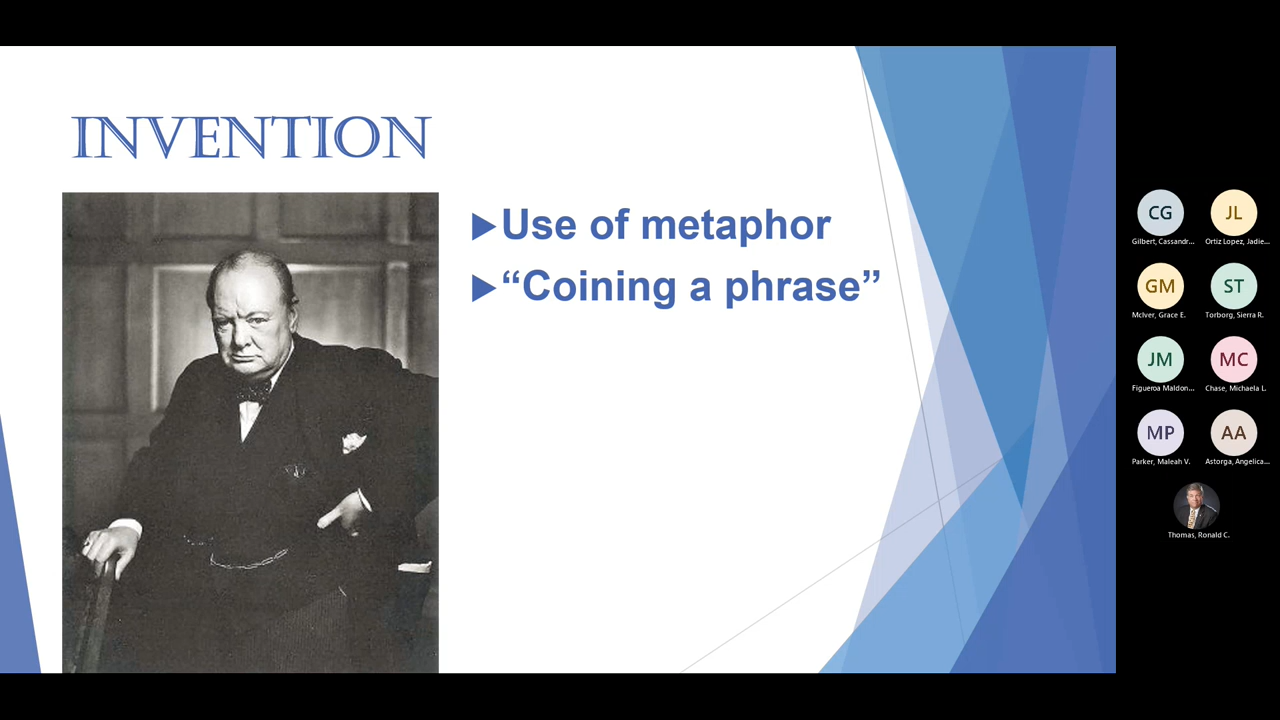 INVENTION
Use of metaphor
“Coining a phrase”
CG
JL
Gilbert, Cassandr...
Ortiz Lopez, Jadie...
GM
ST
McIver, Grace E.
Torborg, Sierra R.
JM
MC
Figueroa Maldon...
Chase, Michaela L.
MP
AA
Parker, Maleah V.
Astorga, Angelica...
Thomas, Ronald C.